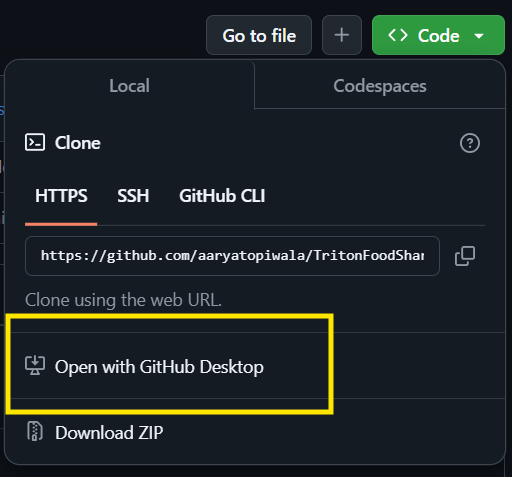 Go to file
+
<> Code
Local
Codespaces
Clone
HTTPS
SSH
GitHub CLI
https://github.com/aaryatopiwala/TritonFoodShar
Clone using the web URL.
Open with GitHub Desktop
Download ZIP